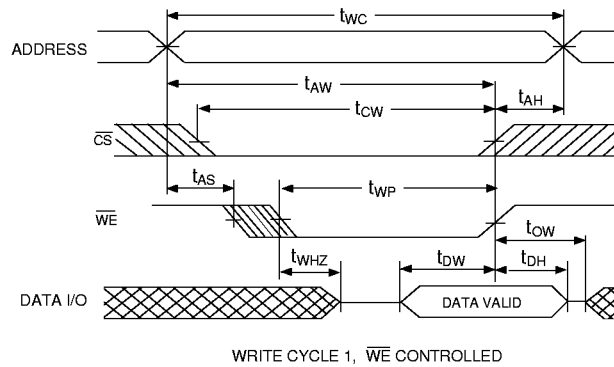 tWC
ADDRESS
tAW
tCW
tAH
CS
tAS
tWP
WE
tOW
tWHZ
tDW
tDH
DATA I/O
DATA VALID
WRITE CYCLE 1, WE CONTROLLED